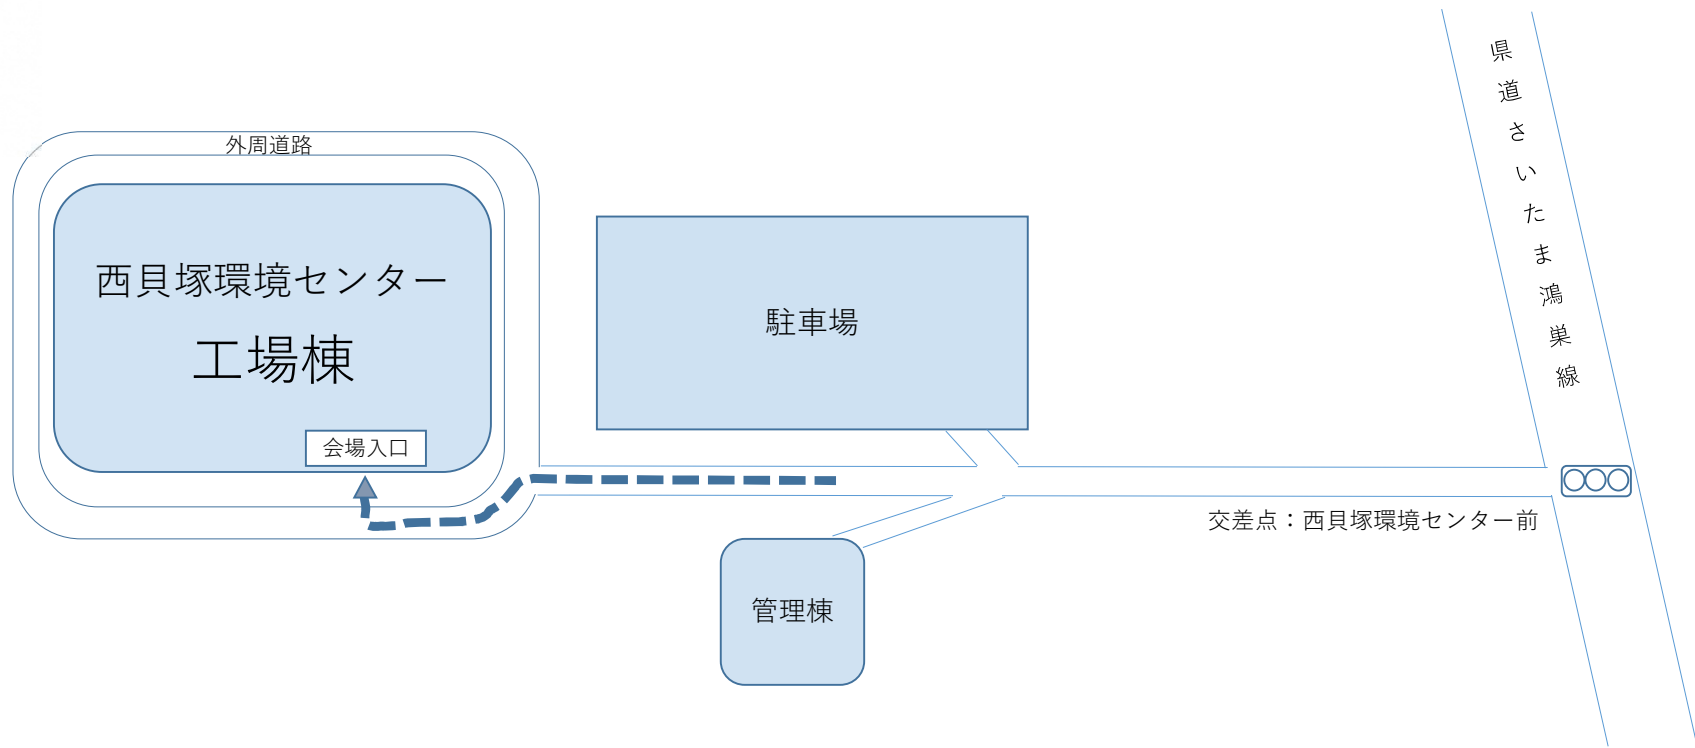 外周道路
西貝塚環境センター
工場棟
会場入口
駐車場
管理棟
県道さいたま鴻巣線
交差点：西貝塚環境センター前